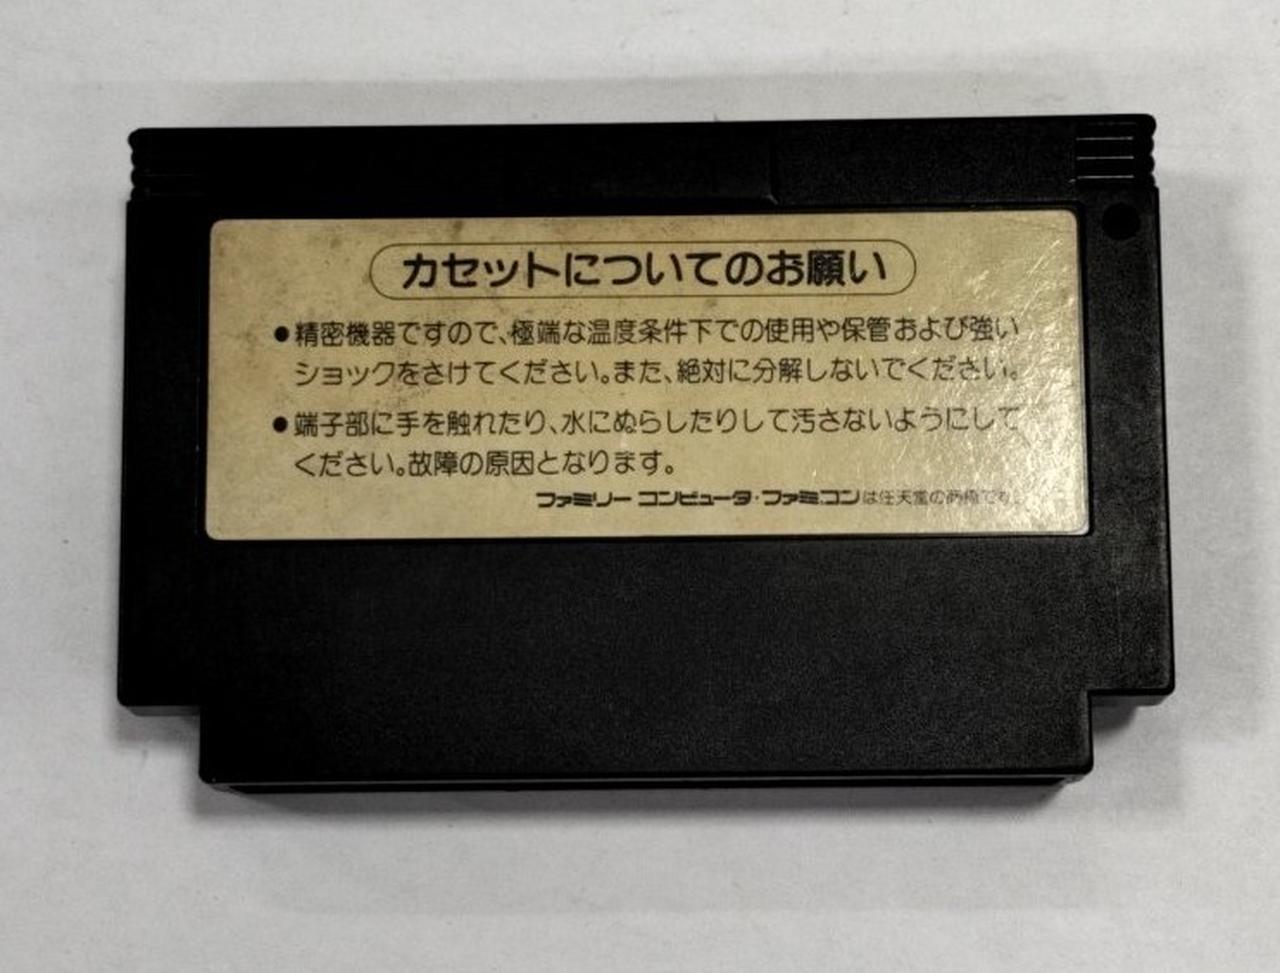 カセットについてのお願い
●精密機器ですので、極端な温度条件下での使用や保管および強い
ショックをさけてください。また、絶対に分解しないでください。
●端子部に手を触れたり、水にぬらしたりして汚さないようにして
ください。故障の原因となります。
ファミリー コンピュータ・ファミコンは任天堂の商標です。